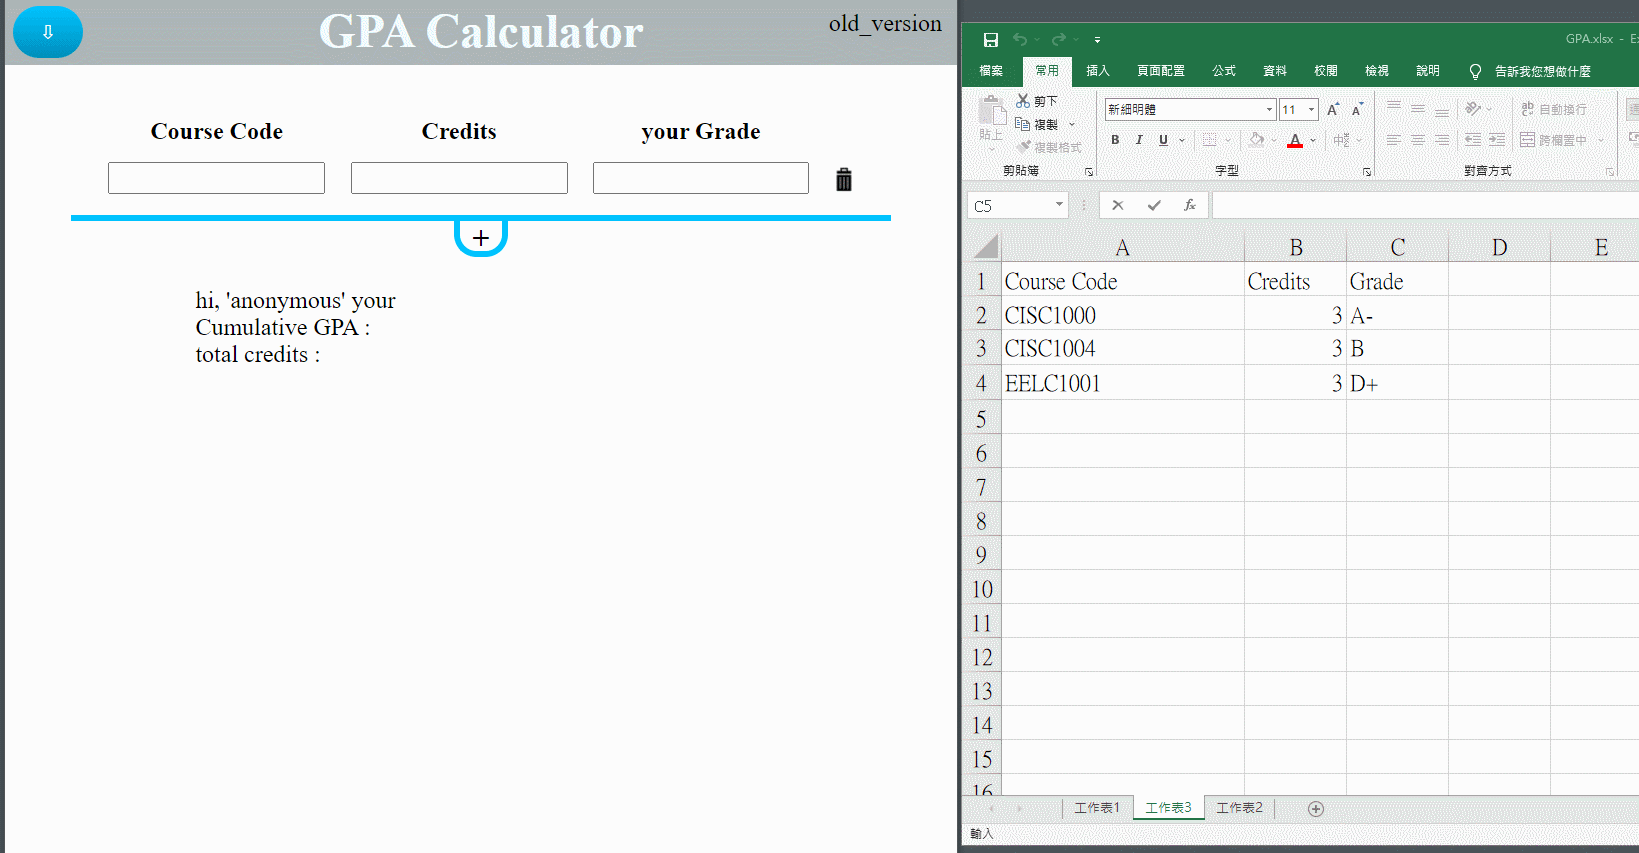 ⇩
GPA Calculator
old_version
Course Code Credits your Grade
+
hi, 'anonymous' your
Cumulative GPA :
total credits :
GPA.xlsx -
檔案 常用 插入 頁面配置 公式 資料 校閱 檢視 說明 告訴我您想做什麼
貼上
剪下
複製
複製格式
剪貼簿
新細明體 11
B I U
字型
ab 自動換行
跨欄置中
對齊方式
C5
fx
A B C D E
1 Course Code Credits Grade
2 CISC1000 3 A-
3 CISC1004 3 B
4 EELC1001 3 D+
5
6
7
8
9
10
11
12
13
14
15
16
工作表1 工作表3 工作表2
輸入